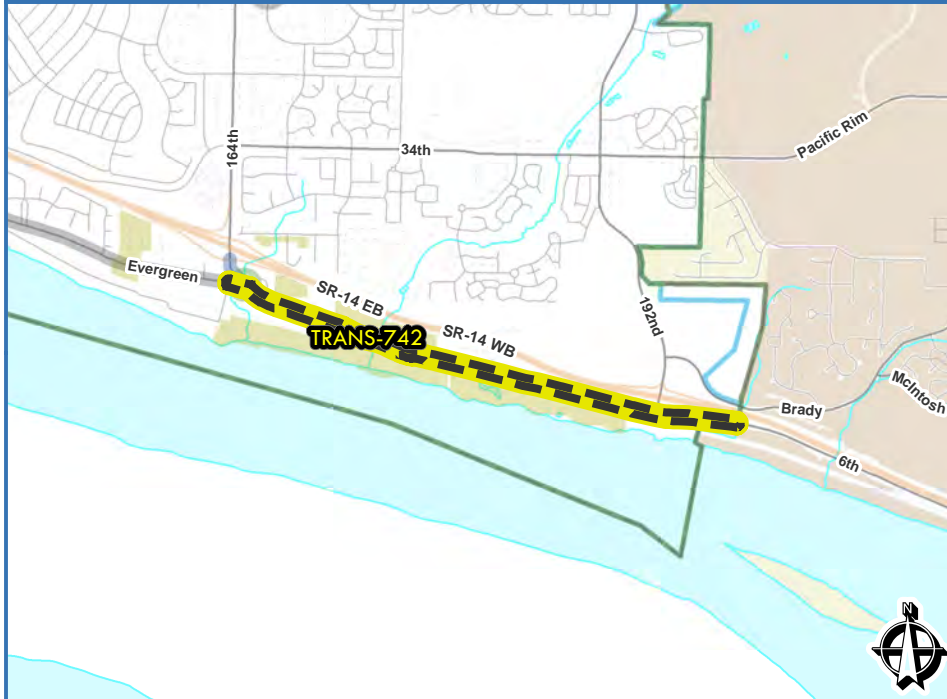 164th
34th
Pacific Rim
Evergreen
SR-14 EB
TRANS-742
SR-14 WB
192nd
McIntosh
Brady
6th
N